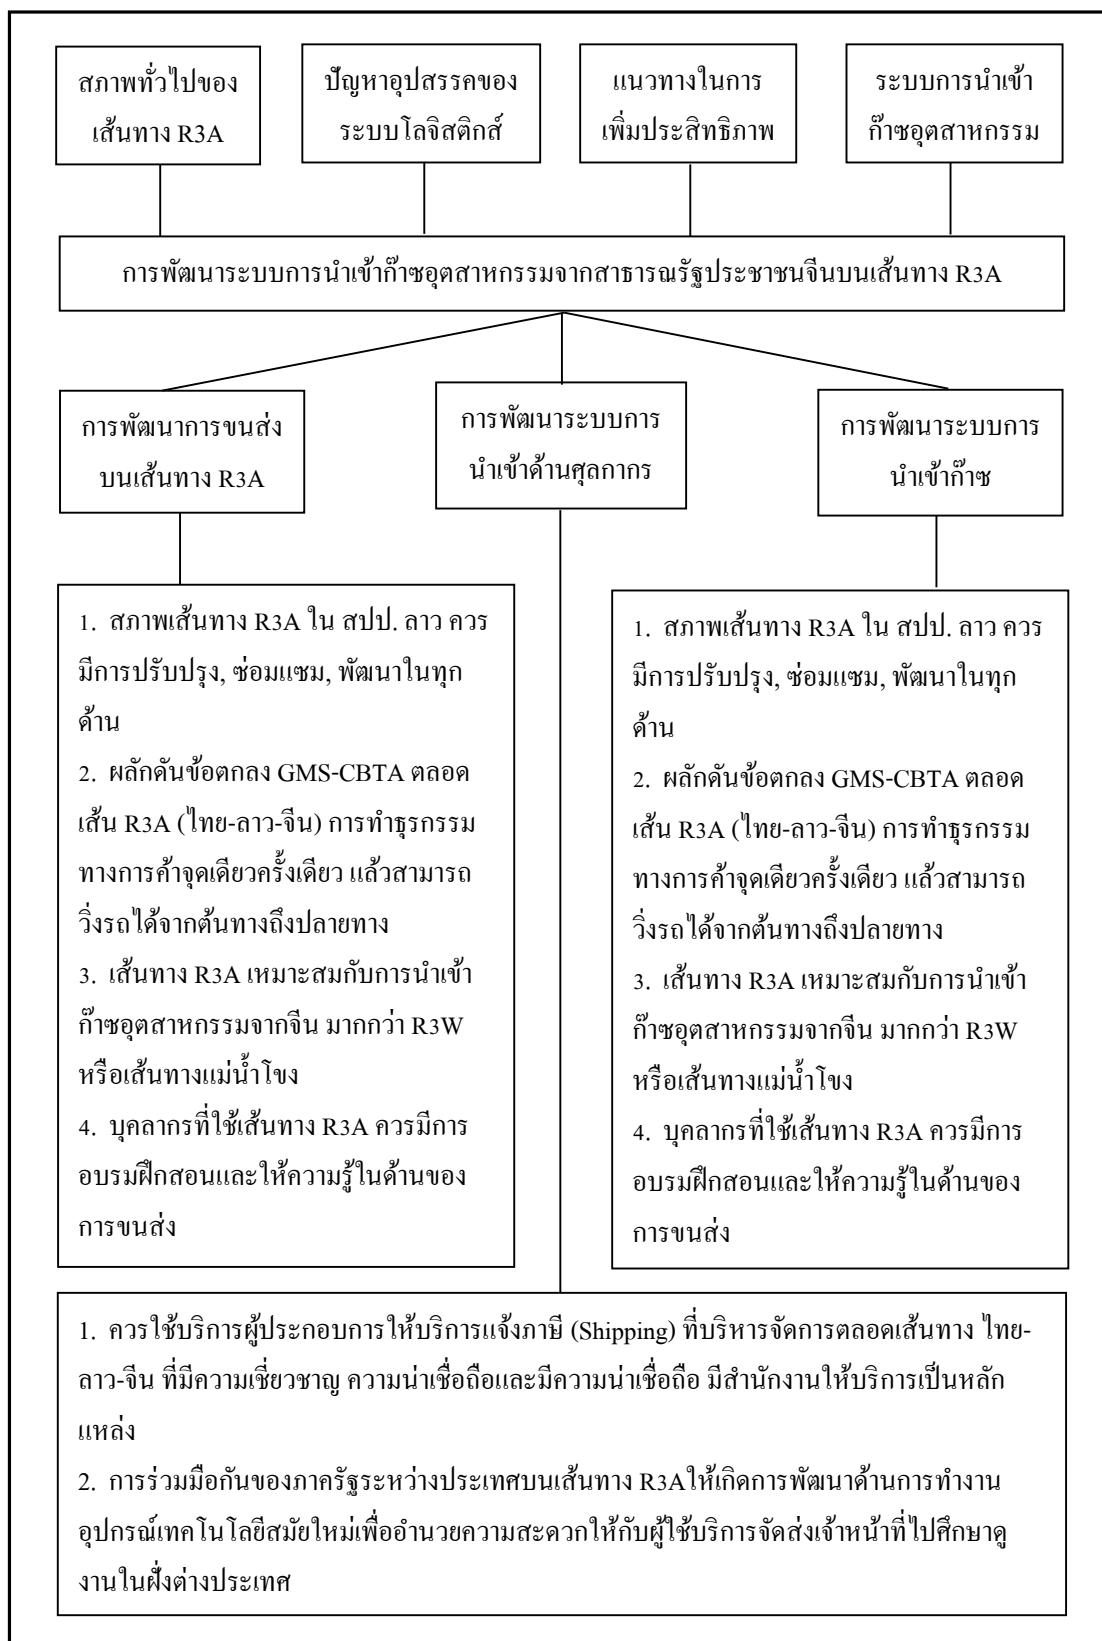 สภาพทั่วไปของ
เส้นทาง R3A
ปัญหาอุปสรรคของ
ระบบโลจิสติกส์
แนวทางในการ
เพิ่มประสิทธิภาพ
ระบบการนำเข้า
ก๊าซอุตสาหกรรม
การพัฒนาระบบการนำเข้าก๊าซอุตสาหกรรมจากสาธารณรัฐประชาชนจีนบนเส้นทาง R3A
การพัฒนาการขนส่ง
บนเส้นทาง R3A
การพัฒนาระบบการ
นำเข้าด้านศุลกากร
การพัฒนาระบบการ
นำเข้าก๊าซ
1. สภาพเส้นทาง R3A ใน สปป. ลาว ควร
มีการปรับปรุง, ซ่อมแซม, พัฒนาในทุก
ด้าน
2. ผลักดันข้อตกลง GMS-CBTA ตลอด
เส้น R3A (ไทย-ลาว-จีน) การทำธุรกรรม
ทางการค้าจุดเดียวครั้งเดียว แล้วสามารถ
วิ่งรถได้จากต้นทางถึงปลายทาง
3. เส้นทาง R3A เหมาะสมกับการนำเข้า
ก๊าซอุตสาหกรรมจากจีน มากกว่า R3W
หรือเส้นทางแม่น้ำโขง
4. บุคลากรที่ใช้เส้นทาง R3A ควรมีการ
อบรมฝึกสอนและให้ความรู้ในด้านของ
การขนส่ง
1. สภาพเส้นทาง R3A ใน สปป. ลาว ควร
มีการปรับปรุง, ซ่อมแซม, พัฒนาในทุก
ด้าน
2. ผลักดันข้อตกลง GMS-CBTA ตลอด
เส้น R3A (ไทย-ลาว-จีน) การทำธุรกรรม
ทางการค้าจุดเดียวครั้งเดียว แล้วสามารถ
วิ่งรถได้จากต้นทางถึงปลายทาง
3. เส้นทาง R3A เหมาะสมกับการนำเข้า
ก๊าซอุตสาหกรรมจากจีน มากกว่า R3W
หรือเส้นทางแม่น้ำโขง
4. บุคลากรที่ใช้เส้นทาง R3A ควรมีการ
อบรมฝึกสอนและให้ความรู้ในด้านของ
การขนส่ง
1. ควรใช้บริการผู้ประกอบการให้บริการแจ้งภาษี (Shipping) ที่บริหารจัดการตลอดเส้นทาง ไทย-
ลาว-จีน ที่มีความเชี่ยวชาญ ความน่าเชื่อถือและมีความน่าเชื่อถือ มีสำนักงานให้บริการเป็นหลัก
แหล่ง
2. การร่วมมือกันของภาครัฐระหว่างประเทศบนเส้นทาง R3Aให้เกิดการพัฒนาด้านการทำงาน
อุปกรณ์เทคโนโลยีสมัยใหม่เพื่ออำนวยความสะดวกให้กับผู้ใช้บริการจัดส่งเจ้าหน้าที่ไปศึกษาดู
งานในฝั่งต่างประเทศ